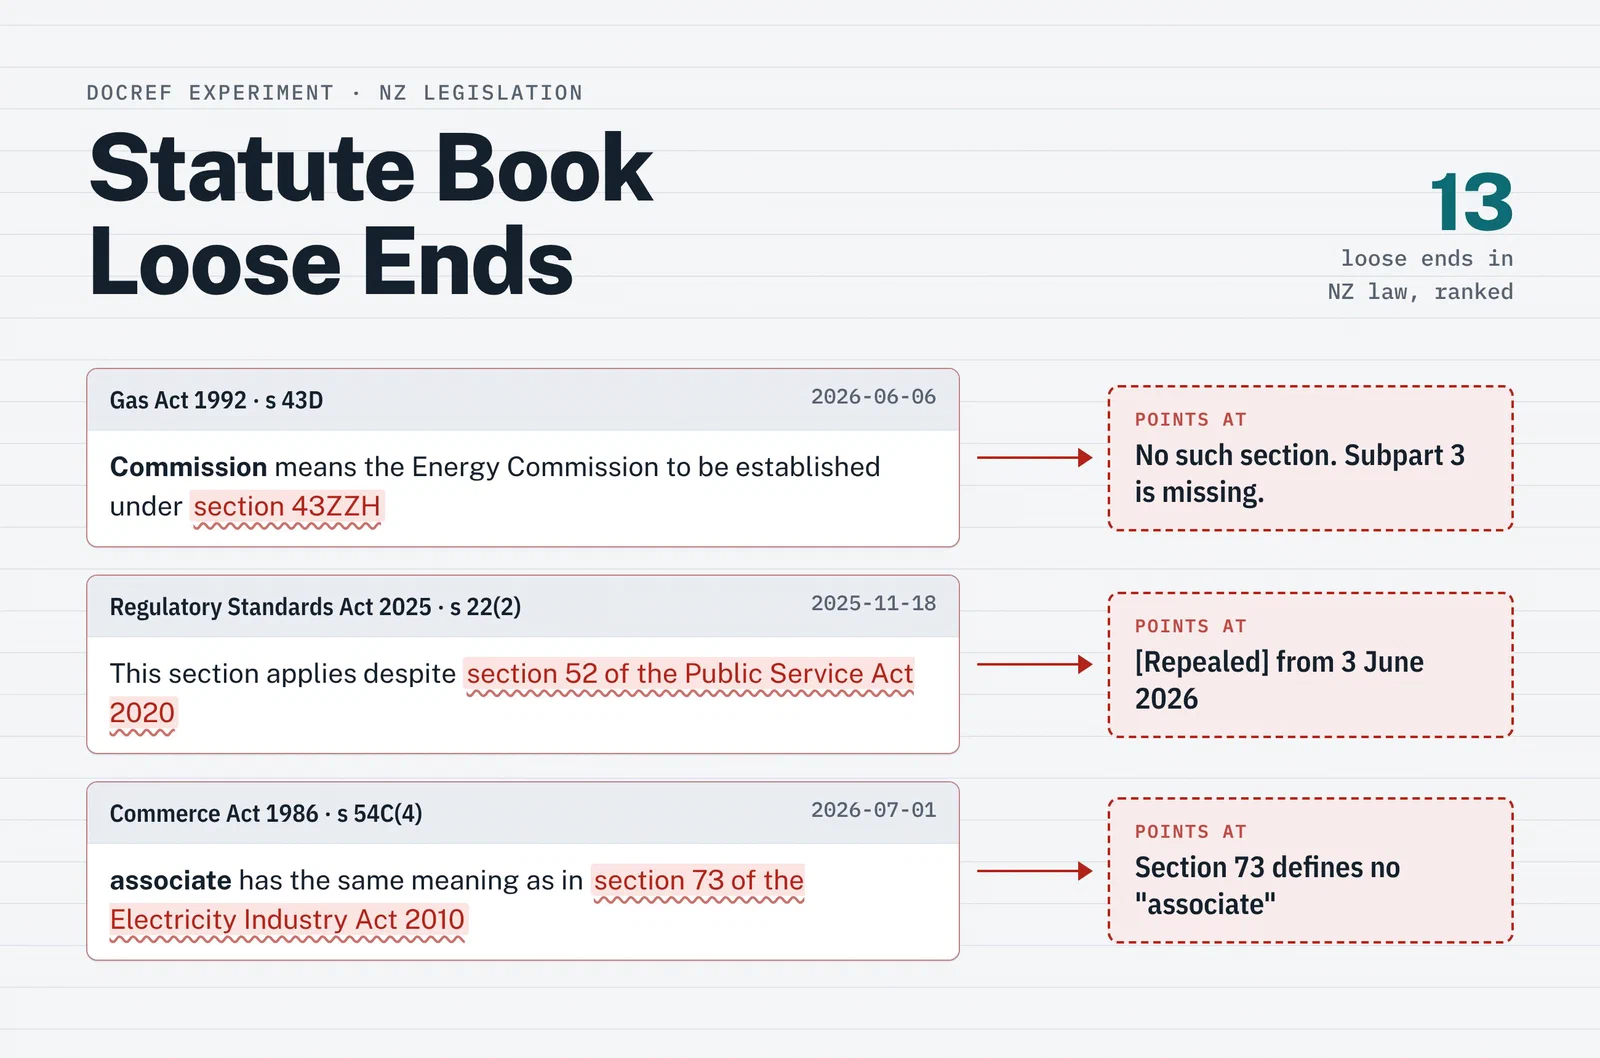 DOCREF EXPERIMENT · NZ LEGISLATION
Statute Book
Loose Ends
13
loose ends in
NZ law, ranked
Gas Act 1992 · s 43D
2026-06-06
Commission means the Energy Commission to be established
under section 43ZZH
POINTS AT
No such section. Subpart 3
is missing.
Regulatory Standards Act 2025 · s 22(2)
2025-11-18
This section applies despite section 52 of the Public Service Act
2020
POINTS AT
[Repealed] from 3 June
2026
Commerce Act 1986 · s 54C(4)
2026-07-01
associate has the same meaning as in section 73 of the
Electricity Industry Act 2010
POINTS AT
Section 73 defines no
"associate"